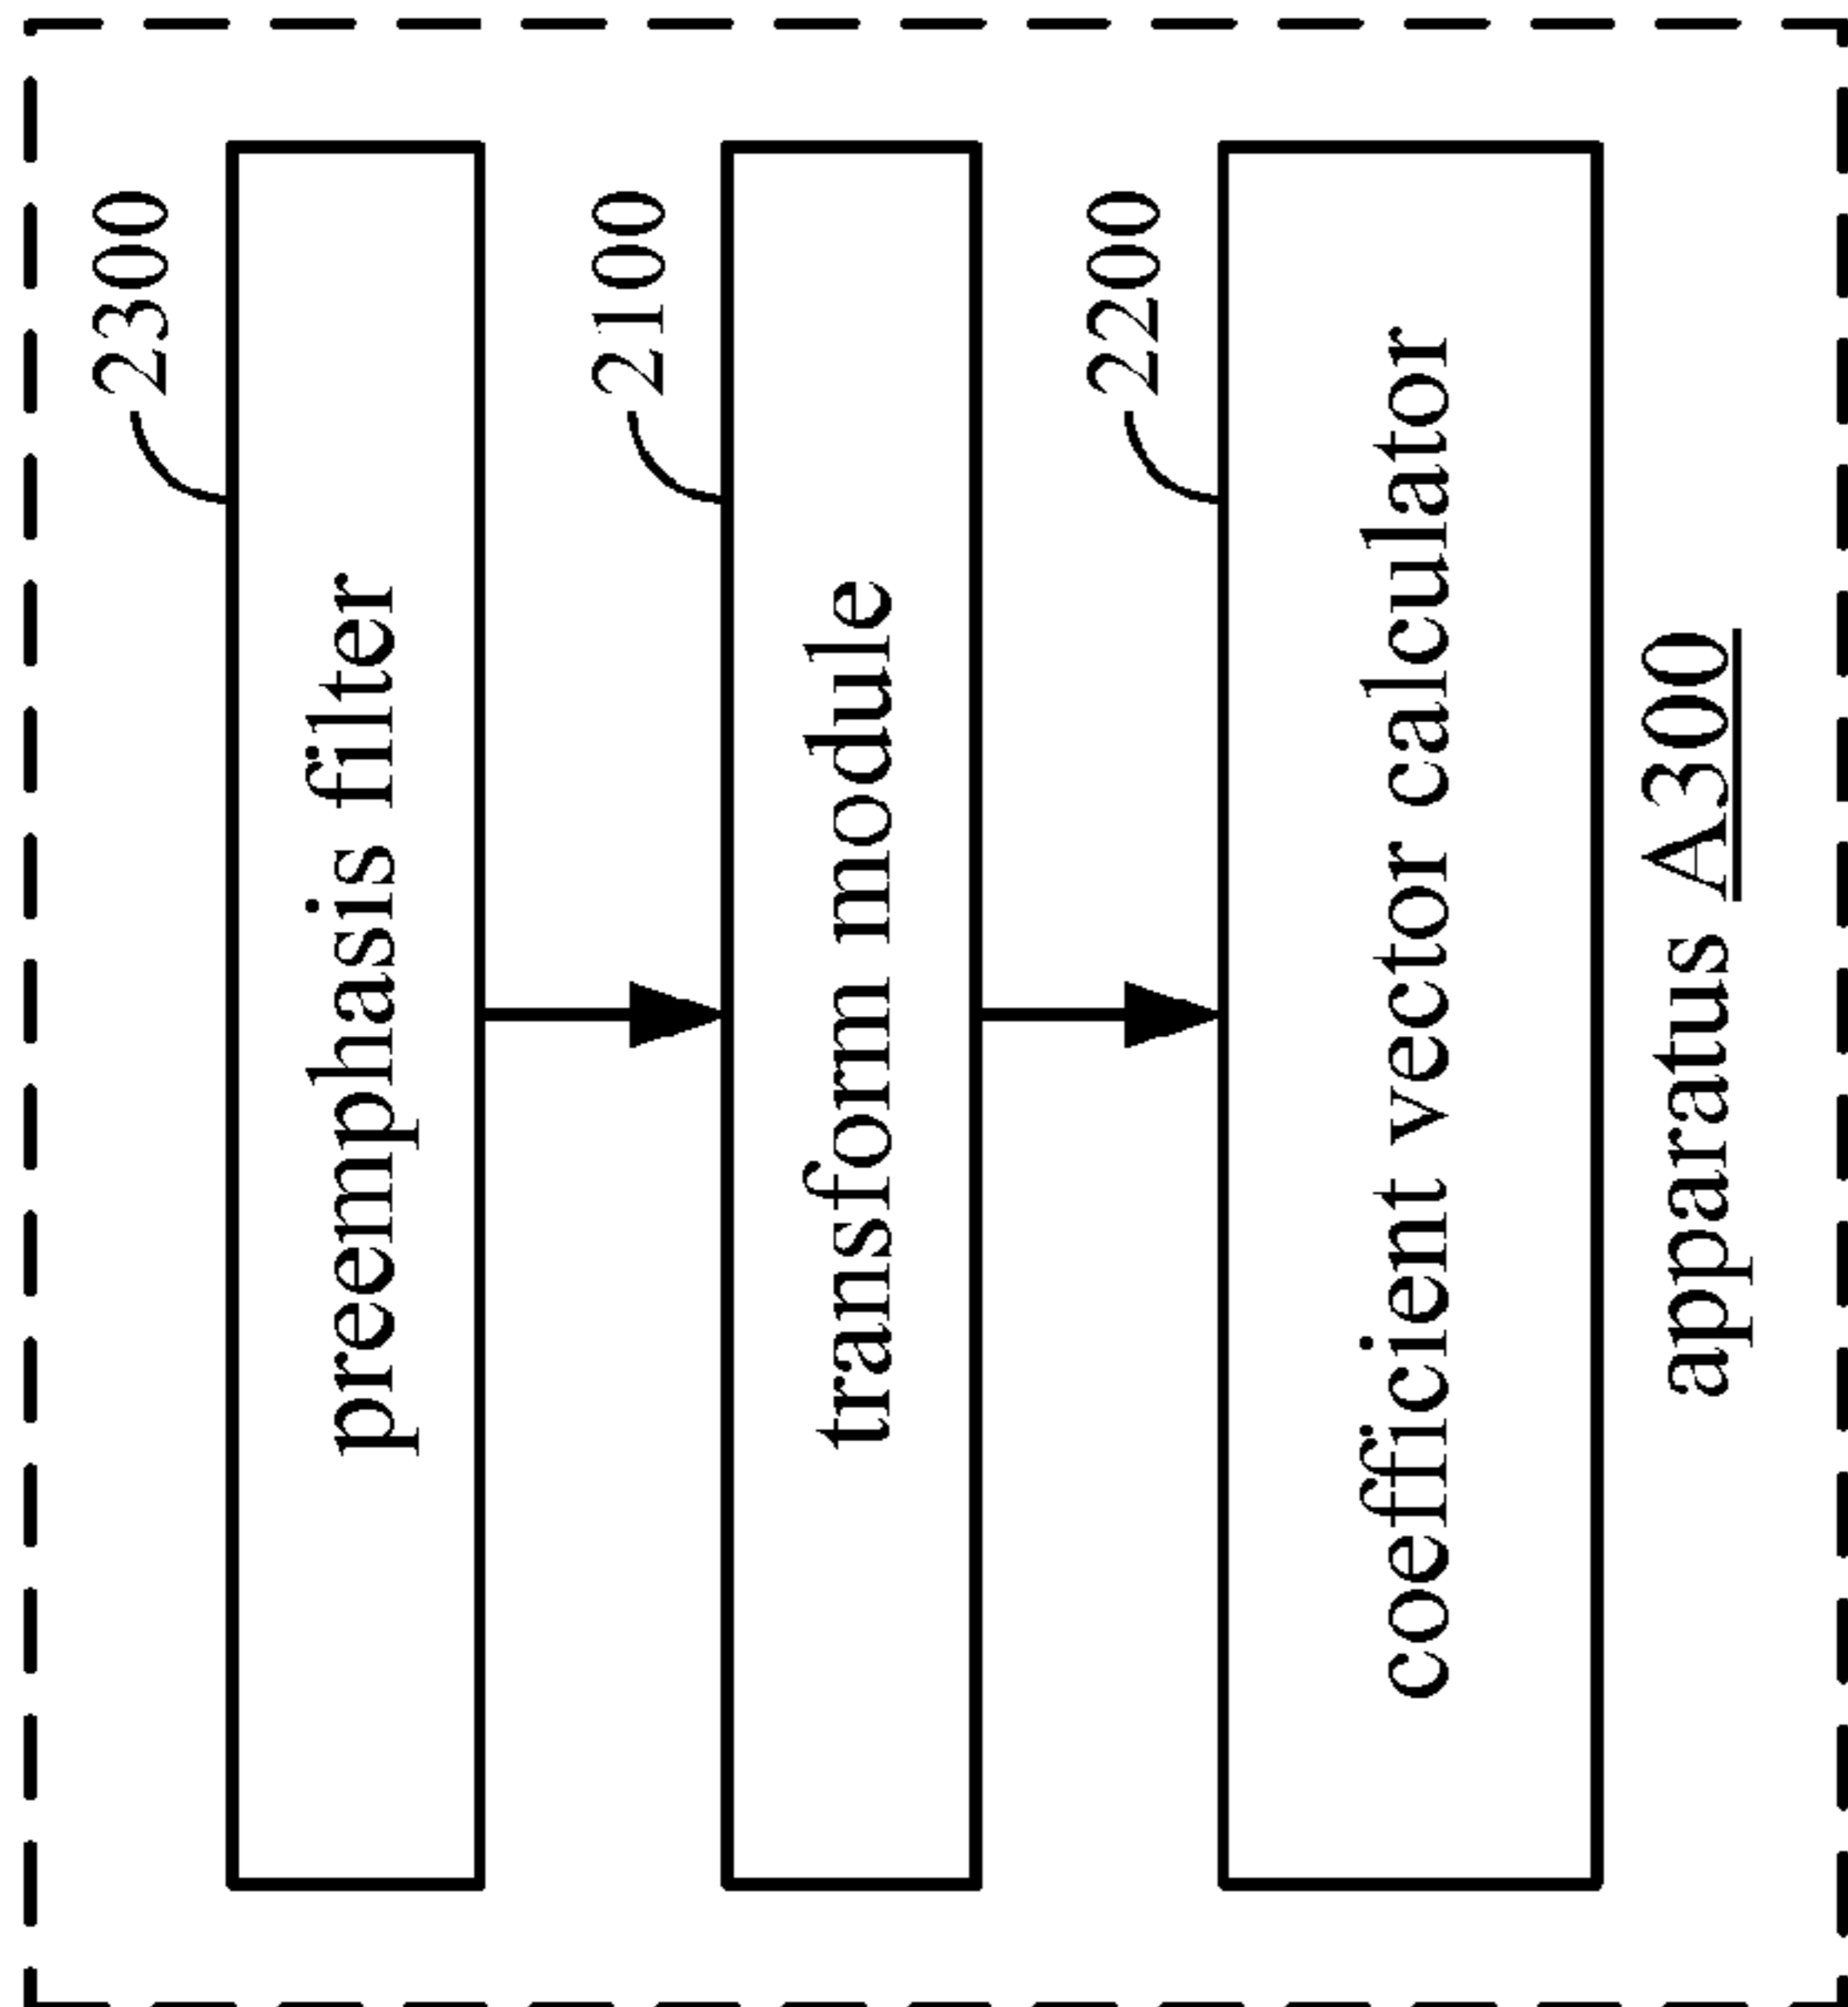 2300
preemphasis filter
2100
transform module
2200
coefficient vector calculator
apparatus A300